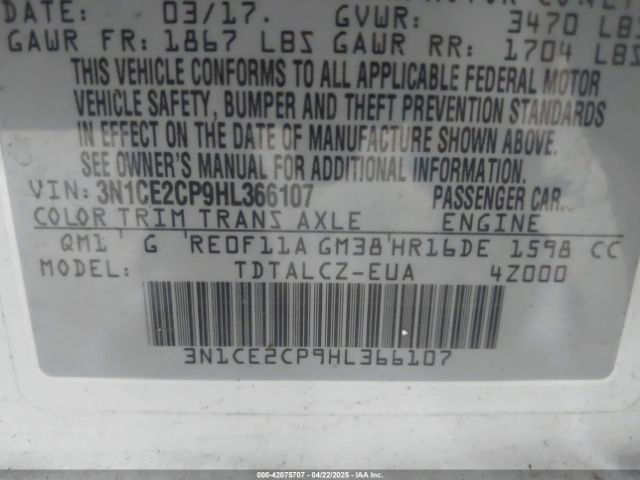 DATE: 03/17. GVWR: 3470 LBS
GAWR FR: 1867 LBS GAWR RR: 1704 LBS
THIS VEHICLE CONFORMS TO ALL APPLICABLE FEDERAL MOTOR
VEHICLE SAFETY, BUMPER AND THEFT PREVENTION STANDARDS
IN EFFECT ON THE DATE OF MANUFACTURE SHOWN ABOVE.
SEE OWNER'S MANUAL FOR ADDITIONAL INFORMATION.
VIN: 3N1CE2CP9HL366107 PASSENGER CAR
COLOR TRIM TRANS AXLE ENGINE
QM1 G RE0F11A GM38 HR16DE 1598 CC
MODEL: TDTALCZ-EUA 4Z000
3N1CE2CP9HL366107
000-42075707 - 04/22/2025 - IAAI.COM